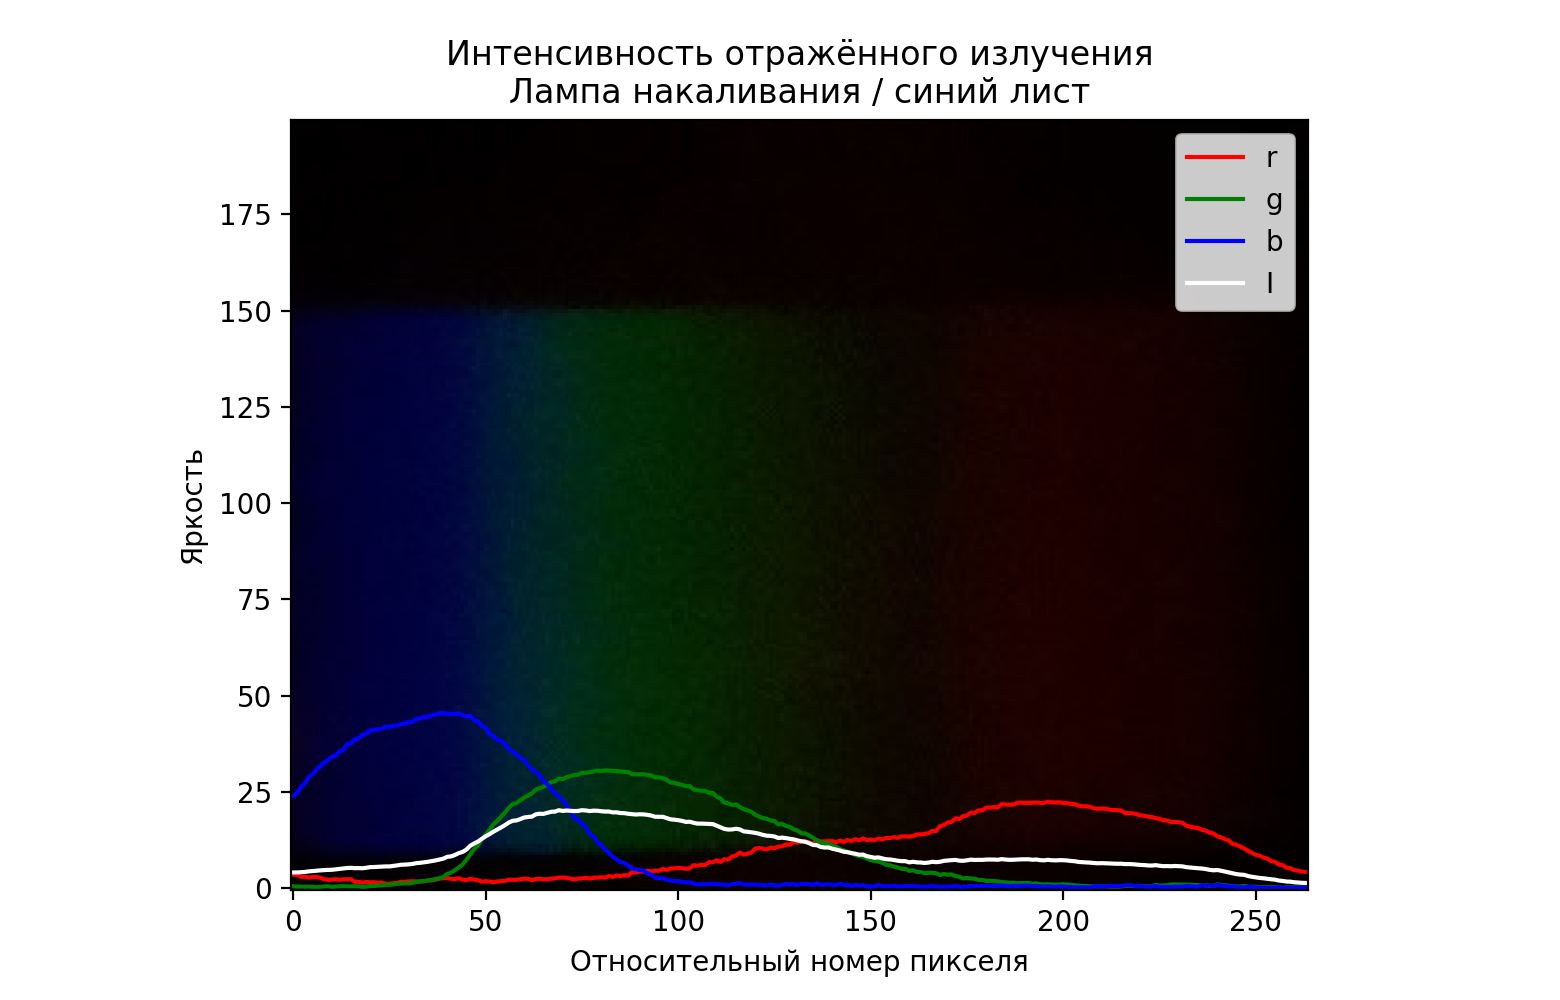 Интенсивность отражённого излучения
Лампа накаливания / синий лист
r
g
b
l
Яркость
175
150
125
100
75
50
25
0
0 50 100 150 200 250
Относительный номер пикселя